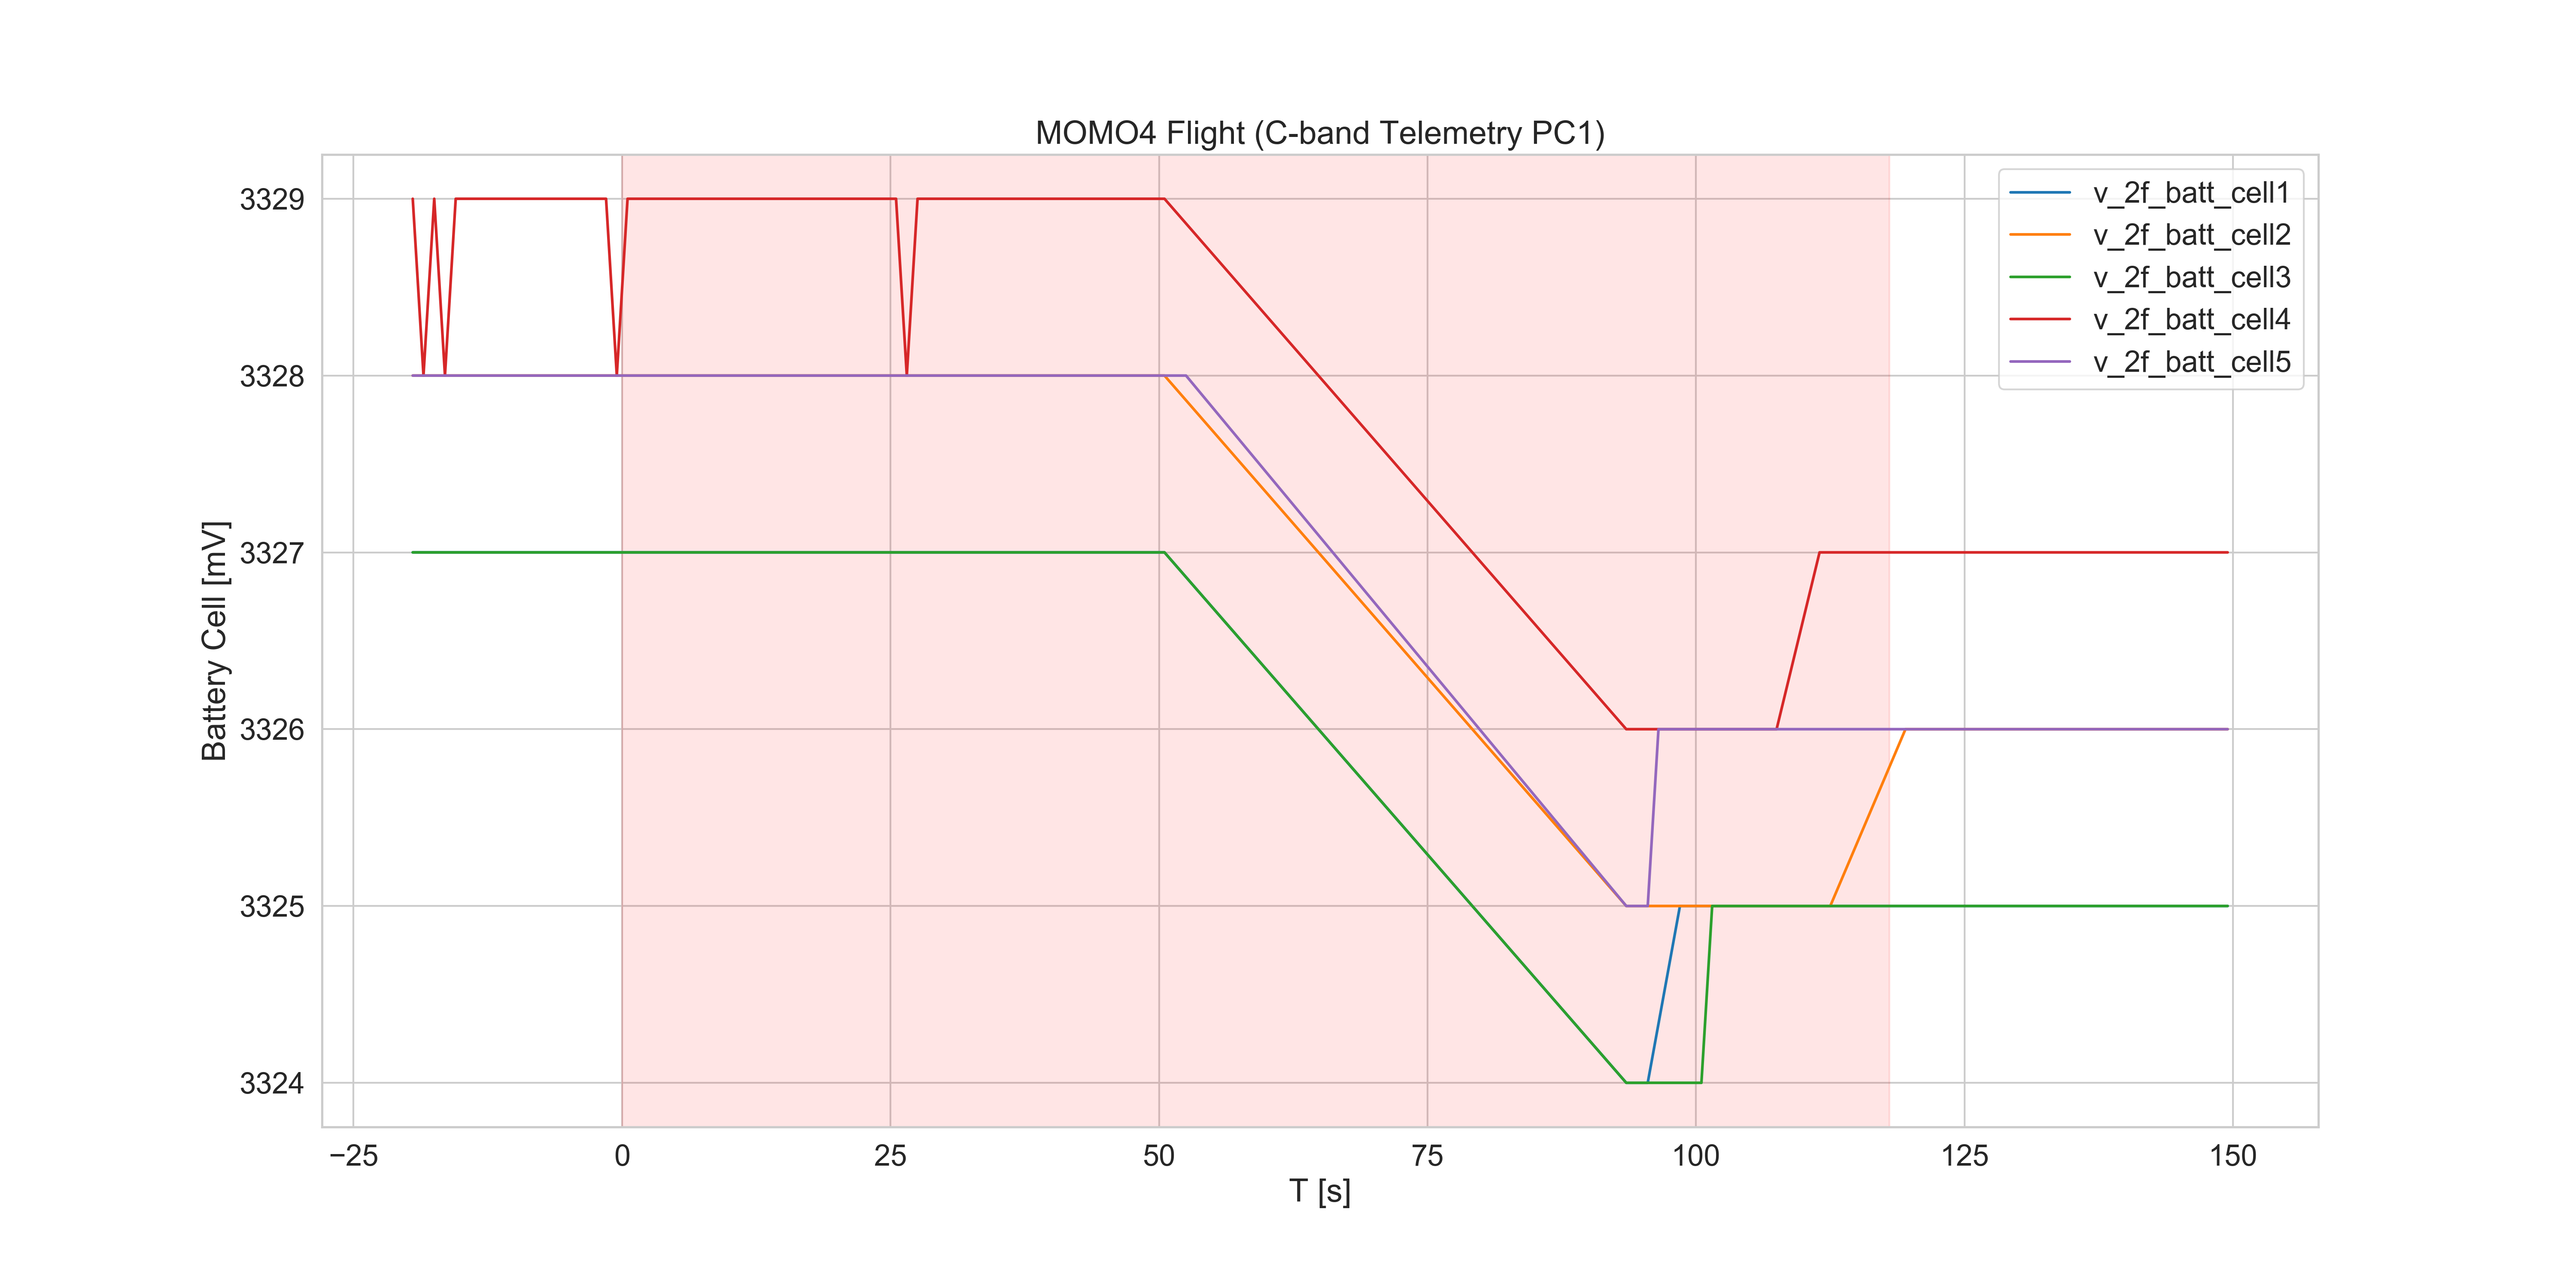 MOMO4 Flight (C-band Telemetry PC1)
v_2f_batt_cell1
v_2f_batt_cell2
v_2f_batt_cell3
v_2f_batt_cell4
v_2f_batt_cell5
Battery Cell [mV]
3329
3328
3327
3326
3325
3324
−25 0 25 50 75 100 125 150
T [s]